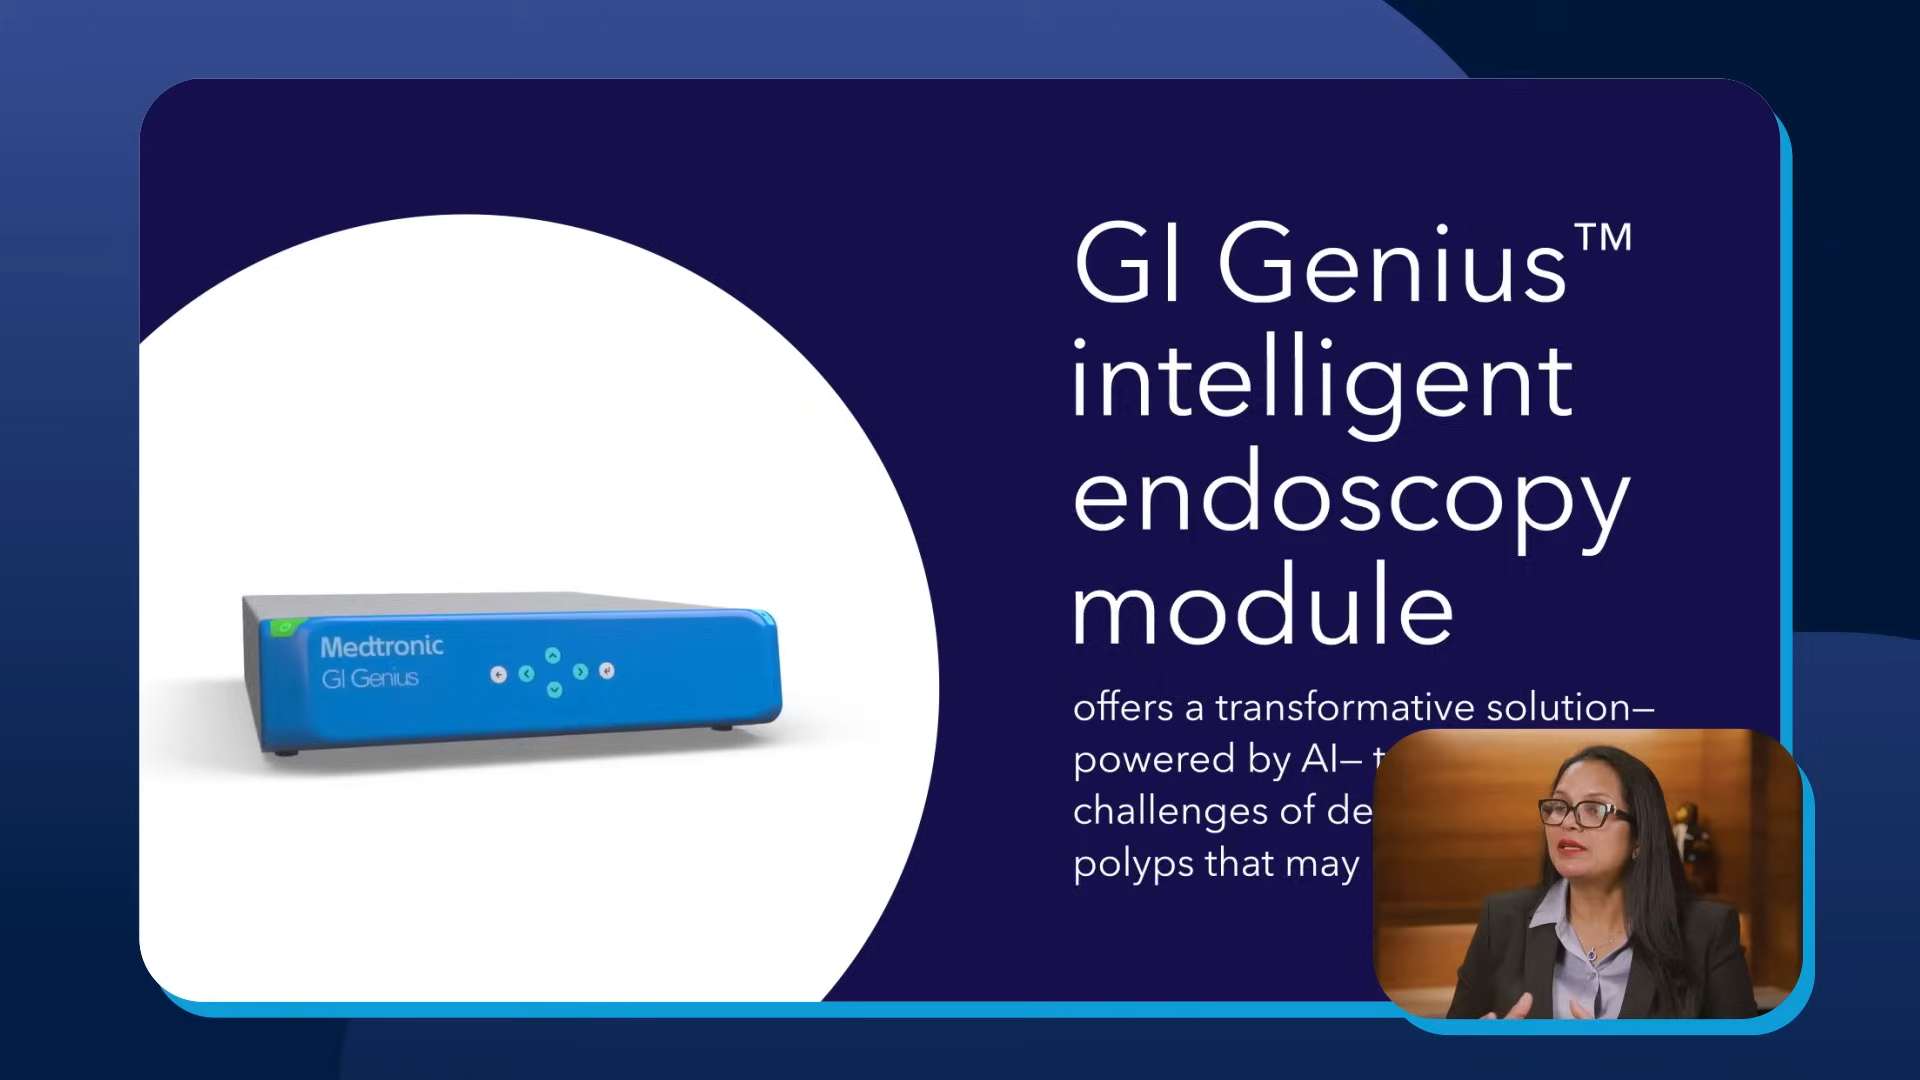 GI Genius™
intelligent
endoscopy
module
offers a transformative solution—
powered by AI—
challenges of
polyps that may
Medtronic
GI Genius